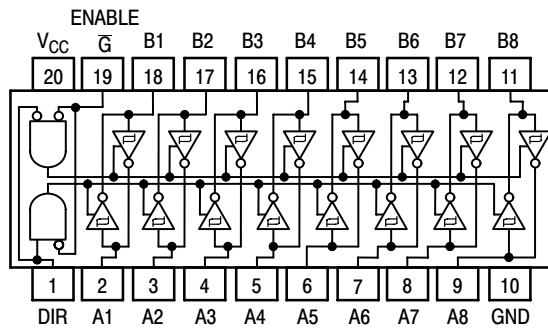 ENABLE
VCC G̅ B1 B2 B3 B4 B5 B6 B7 B8
20 19 18 17 16 15 14 13 12 11
1 2 3 4 5 6 7 8 9 10
DIR A1 A2 A3 A4 A5 A6 A7 A8 GND